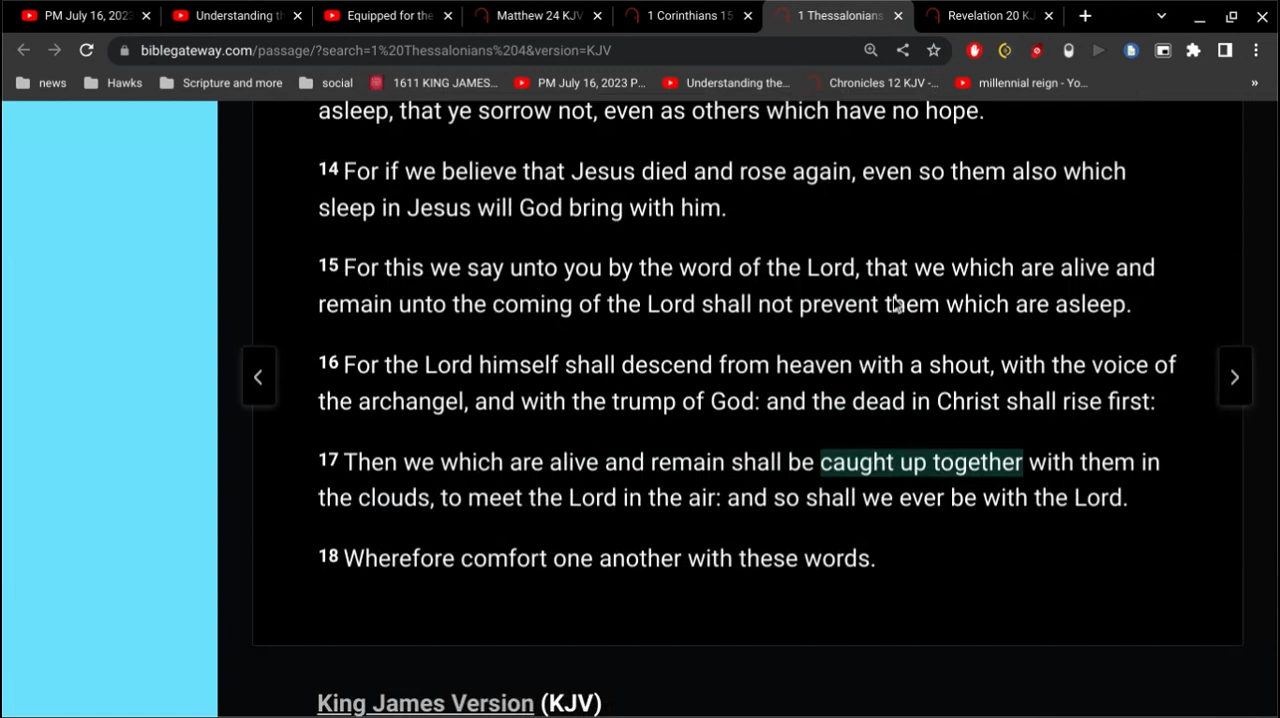 PM July 16, 202
Understanding the
Equipped for the
Matthew 24 KJV
1 Corinthians 15
1 Thessalonians
Revelation 20 KJ
biblegateway.com/passage/?search=1%20Thessalonians%204&version=KJV
news
Hawks
Scripture and more
social
1611 KING JAMES...
PM July 16, 2023 P...
Understanding the...
Chronicles 12 KJV -...
millennial reign - Yo...
»
asleep, that ye sorrow not, even as others which have no hope.
14 For if we believe that Jesus died and rose again, even so them also which
sleep in Jesus will God bring with him.
15 For this we say unto you by the word of the Lord, that we which are alive and
remain unto the coming of the Lord shall not prevent them which are asleep.
16 For the Lord himself shall descend from heaven with a shout, with the voice of
the archangel, and with the trump of God: and the dead in Christ shall rise first:
17 Then we which are alive and remain shall be caught up together with them in
the clouds, to meet the Lord in the air: and so shall we ever be with the Lord.
18 Wherefore comfort one another with these words.
King James Version (KJV)